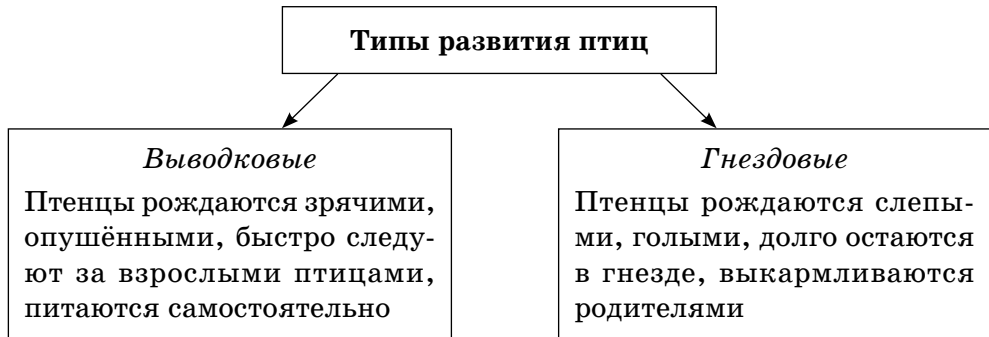 Типы развития птиц
Выводковые
Птенцы рождаются зрячими,
опушёнными, быстро следу-
ют за взрослыми птицами,
питаются самостоятельно
Гнездовые
Птенцы рождаются слепы-
ми, голыми, долго остаются
в гнезде, выкармливаются
родителями